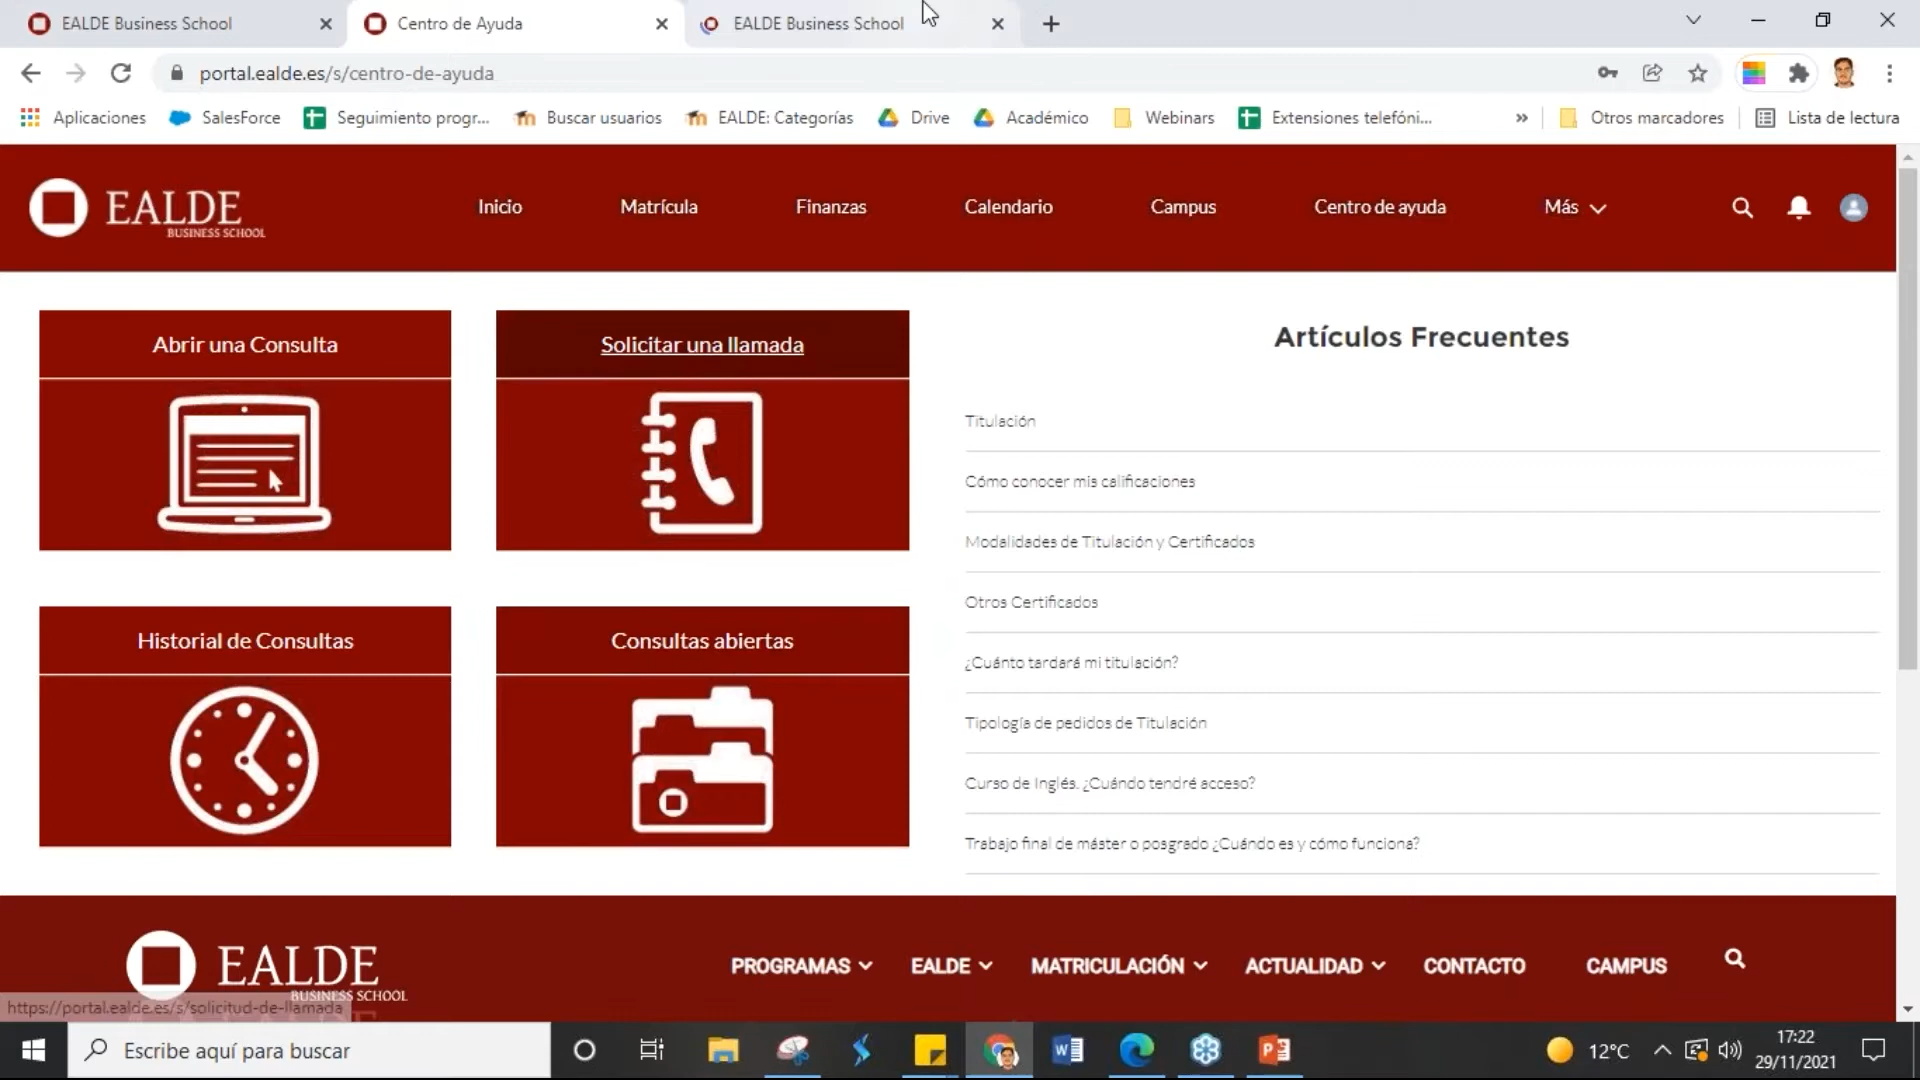 EALDE Business School
Centro de Ayuda
EALDE Business School
portal.ealde.es/s/centro-de-ayuda
Aplicaciones
SalesForce
Seguimiento progr...
Buscar usuarios
EALDE: Categorías
Drive
Académico
Webinars
Extensiones telefóni...
»
Otros marcadores
Lista de lectura
EALDE
BUSINESS SCHOOL
Inicio
Matrícula
Finanzas
Calendario
Campus
Centro de ayuda
Más
Abrir una Consulta
Solicitar una llamada
Historial de Consultas
Consultas abiertas
Artículos Frecuentes
Titulación
Cómo conocer mis calificaciones
Modalidades de Titulación y Certificados
Otros Certificados
¿Cuánto tardará mi titulación?
Tipología de pedidos de Titulación
Curso de Inglés. ¿Cuándo tendré acceso?
Trabajo final de máster o posgrado ¿Cuándo es y cómo funciona?
EALDE
BUSINESS SCHOOL
PROGRAMAS
EALDE
MATRICULACIÓN
ACTUALIDAD
CONTACTO
CAMPUS
https://portal.ealde.es/s/solicitud-de-llamada
Escribe aquí para buscar
12°C
17:22
29/11/2021